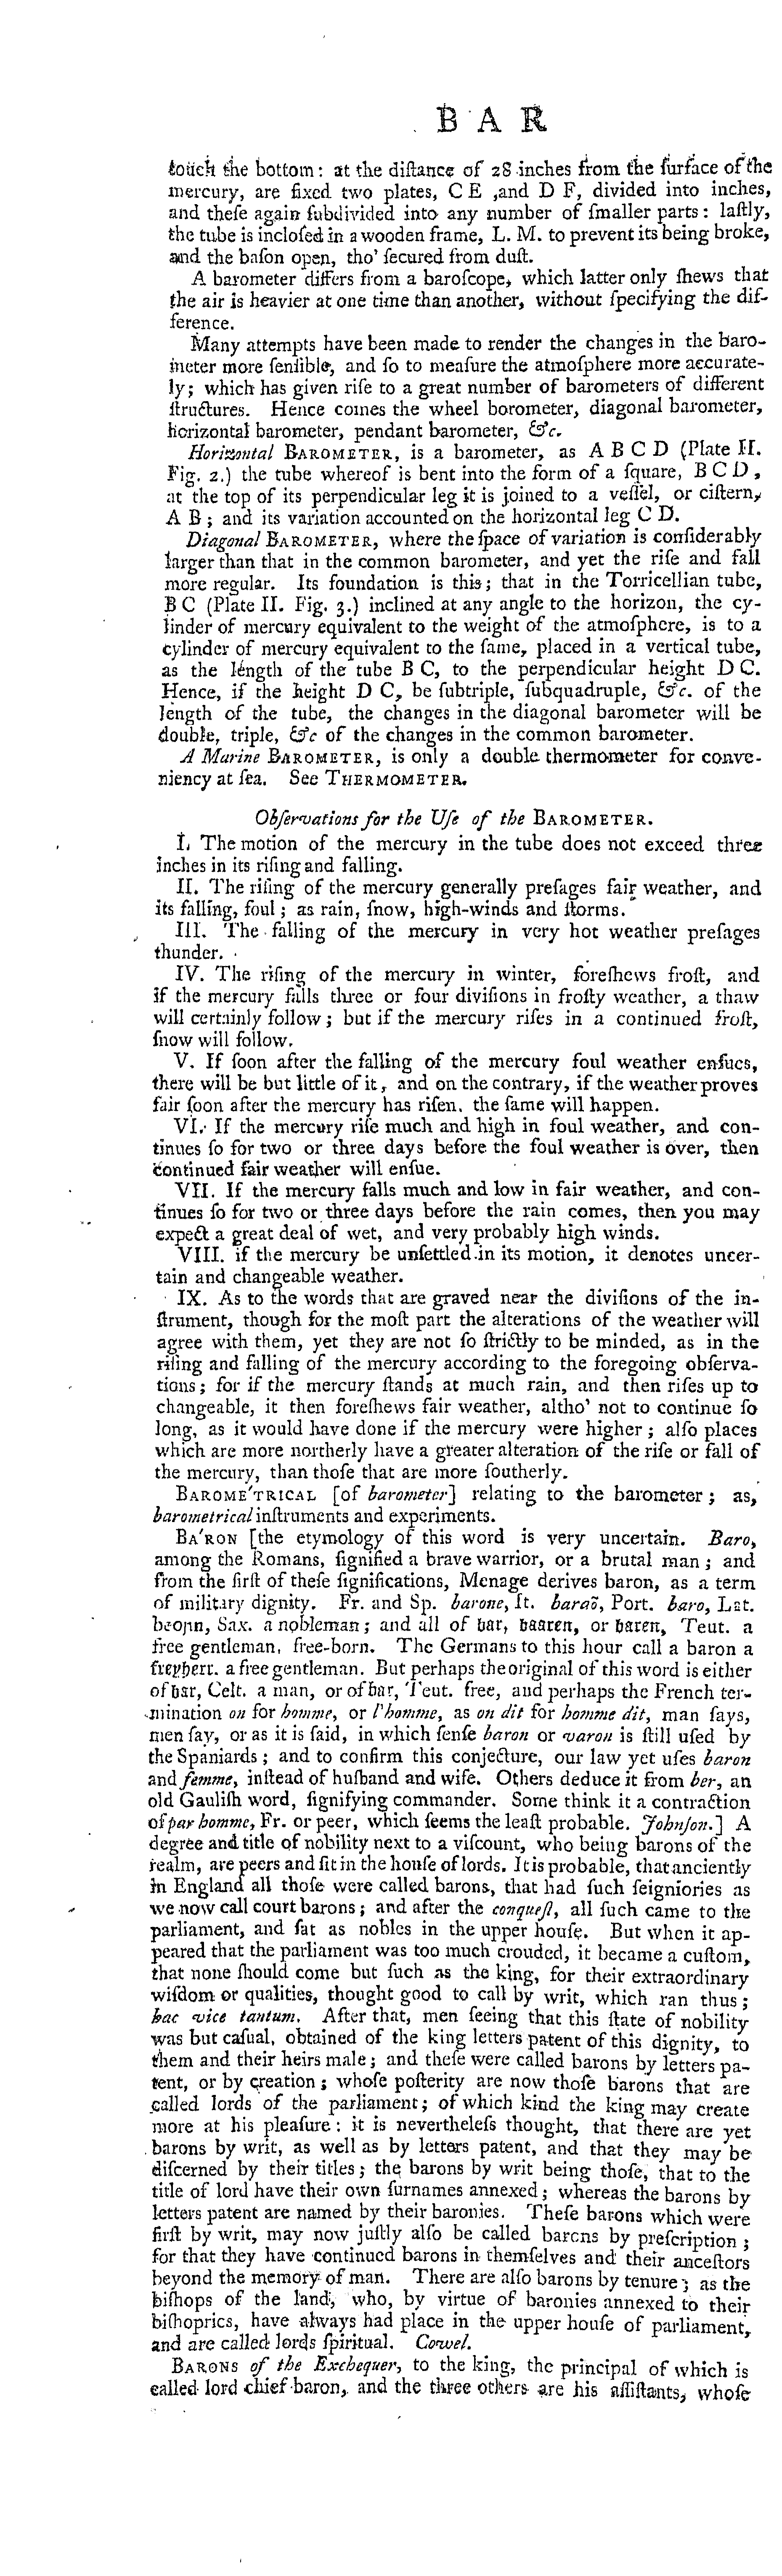 B A R
touch the bottom: at the diſtance of 28 inches from the ſurface of the
mercury, are fixed two plates, C E ,and D F, divided into inches,
and theſe again ſubdivided into any number of ſmaller parts: laſtly,
the tube is incloſed in a wooden frame, L. M. to prevent its being broke,
and the baſon open, tho' ſecured from duſt.
A barometer differs from a baroſcope, which latter only ſhews that
the air is heavier at one time than another, without ſpecifying the dif-
ference.
Many attempts have been made to render the changes in the baro-
meter more ſenſible, and ſo to meaſure the atmoſphere more accurate-
ly; which has given riſe to a great number of barometers of different
ſtructures. Hence comes the wheel borometer, diagonal barometer,
horizontal barometer, pendant barometer, &c.
Horizontal BAROMETER, is a barometer, as A B C D (Plate II.
Fig. 2.) the tube whereof is bent into the form of a ſquare, B C D,
at the top of its perpendicular leg it is joined to a veſſel, or ciſtern,
A B; and its variation accounted on the horizontal leg C D.
Diagonal BAROMETER, where the ſpace of variation is conſiderably
larger than that in the common barometer, and yet the riſe and fall
more regular. Its foundation is this; that in the Torricellian tube,
B C (Plate II. Fig. 3.) inclined at any angle to the horizon, the cy-
linder of mercury equivalent to the weight of the atmoſphere, is to a
cylinder of mercury equivalent to the ſame, placed in a vertical tube,
as the length of the tube B C, to the perpendicular height D C.
Hence, if the height D C, be ſubtriple, ſubquadruple, &c. of the
length of the tube, the changes in the diagonal barometer will be
double, triple, &c of the changes in the common barometer.
A Marine BAROMETER, is only a double thermometer for conve-
niency at ſea. See THERMOMETER.
Obſervations for the Uſe of the BAROMETER.
I. The motion of the mercury in the tube does not exceed three
inches in its riſing and falling.
II. The riſing of the mercury generally preſages fair weather, and
its falling, foul; as rain, ſnow, high-winds and ſtorms.
III. The falling of the mercury in very hot weather preſages
thunder.
IV. The riſing of the mercury in winter, foreſhews froſt, and
if the mercury falls three or four diviſions in froſty weather, a thaw
will certainly follow; but if the mercury riſes in a continued froſt,
ſnow will follow.
V. If ſoon after the falling of the mercury foul weather enſues,
there will be but little of it, and on the contrary, if the weather proves
fair ſoon after the mercury has riſen, the ſame will happen.
VI. If the mercury riſe much and high in foul weather, and con-
tinues ſo for two or three days before the foul weather is over, then
continued fair weather will enſue.
VII. If the mercury falls much and low in fair weather, and con-
tinues ſo for two or three days before the rain comes, then you may
expect a great deal of wet, and very probably high winds.
VIII. if the mercury be unſettled in its motion, it denotes uncer-
tain and changeable weather.
IX. As to the words that are graved near the diviſions of the in-
ſtrument, though for the moſt part the alterations of the weather will
agree with them, yet they are not ſo ſtrictly to be minded, as in the
riſing and falling of the mercury according to the foregoing obſerva-
tions; for if the mercury ſtands at much rain, and then riſes up to
changeable, it then foreſhews fair weather, altho' not to continue ſo
long, as it would have done if the mercury were higher; alſo places
which are more northerly have a greater alteration of the riſe or fall of
the mercury, than thoſe that are more ſoutherly.
BAROME'TRICAL [of barometer] relating to the barometer; as,
barometrical inſtruments and experiments.
BA'RON [the etymology of this word is very uncertain. Baro,
among the Romans, ſignified a brave warrior, or a brutal man; and
from the firſt of theſe ſignifications, Menage derives baron, as a term
of military dignity. Fr. and Sp. barone, It. baraõ, Port. baro, Lat.
beoꞃn, Sax. a nobleman; and all of bar, baaren, or baren, Teut. a
free gentleman, free-born. The Germans to this hour call a baron a
freyherr. a free gentleman. But perhaps the original of this word is either
of bar, Celt. a man, or of bar, Teut. free, and perhaps the French ter-
mination on for homme, or l'homme, as on dit for homme dit, man ſays,
men ſay, or as it is ſaid, in which ſenſe baron or varon is ſtill uſed by
the Spaniards; and to confirm this conjecture, our law yet uſes baron
and femme, inſtead of huſband and wife. Others deduce it from ber, an
old Gauliſh word, ſignifying commander. Some think it a contraction
of par homme, Fr. or peer, which ſeems the leaſt probable. Johnſon.] A
degree and title of nobility next to a viſcount, who being barons of the
realm, are peers and ſit in the houſe of lords. It is probable, that anciently
in England all thoſe were called barons, that had ſuch ſeigniories as
we now call court barons; and after the conqueſt, all ſuch came to the
parliament, and ſat as nobles in the upper houſe. But when it ap-
peared that the parliament was too much crouded, it became a cuſtom,
that none ſhould come but ſuch as the king, for their extraordinary
wiſdom or qualities, thought good to call by writ, which ran thus;
hac vice tantum. After that, men ſeeing that this ſtate of nobility
was but caſual, obtained of the king letters patent of this dignity, to
them and their heirs male; and theſe were called barons by letters pa-
tent, or by creation; whoſe poſterity are now thoſe barons that are
called lords of the parliament; of which kind the king may create
more at his pleaſure: it is nevertheleſs thought, that there are yet
barons by writ, as well as by letters patent, and that they may be
diſcerned by their titles; the barons by writ being thoſe, that to the
title of lord have their own ſurnames annexed; whereas the barons by
letters patent are named by their baronies. Theſe barons which were
firſt by writ, may now juſtly alſo be called barons by preſcription;
for that they have continued barons in themſelves and their anceſtors
beyond the memory of man. There are alſo barons by tenure; as the
biſhops of the land, who, by virtue of baronies annexed to their
biſhoprics, have always had place in the upper houſe of parliament,
and are called lords ſpiritual. Cowel.
BARONS of the Exchequer, to the king, the principal of which is
called lord chief baron, and the three others are his aſſiſtants, whoſe